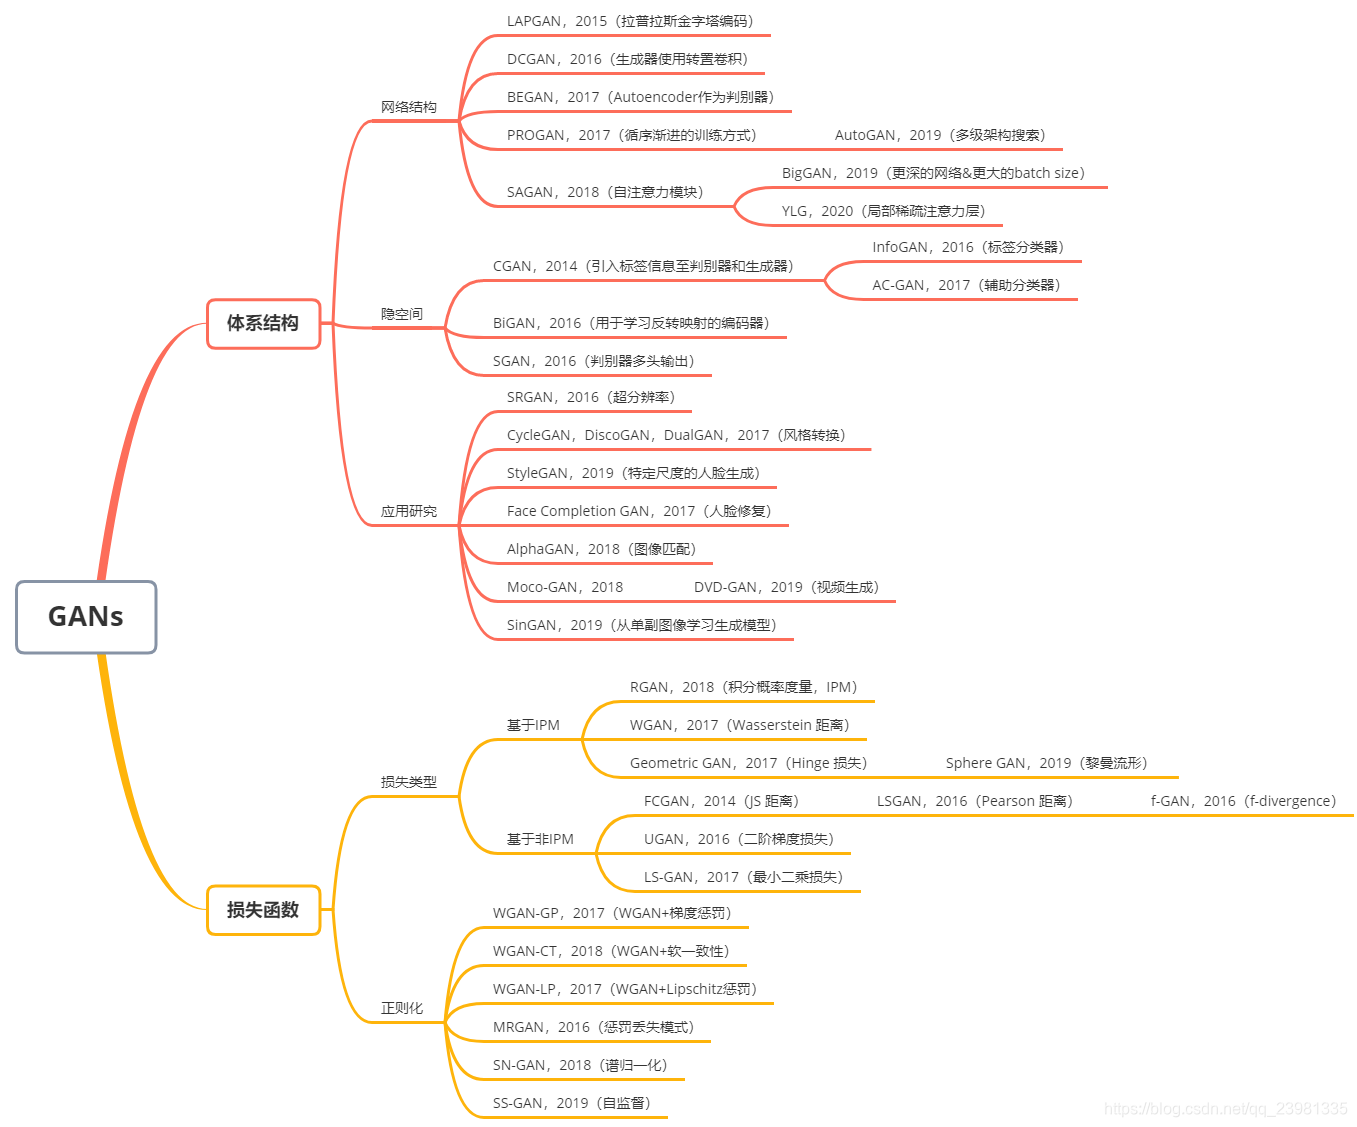 GANs
体系结构
网络结构
LAPGAN，2015（拉普拉斯金字塔编码）
DCGAN，2016（生成器使用转置卷积）
BEGAN，2017（Autoencoder作为判别器）
PROGAN，2017（循序渐进的训练方式）
AutoGAN，2019（多级架构搜索）
SAGAN，2018（自注意力模块）
BigGAN，2019（更深的网络&更大的batch size）
YLG，2020（局部稀疏注意力层）
隐空间
CGAN，2014（引入标签信息至判别器和生成器）
InfoGAN，2016（标签分类器）
AC-GAN，2017（辅助分类器）
BiGAN，2016（用于学习反转映射的编码器）
SGAN，2016（判别器多头输出）
应用研究
SRGAN，2016（超分辨率）
CycleGAN，DiscoGAN，DualGAN，2017（风格转换）
StyleGAN，2019（特定尺度的人脸生成）
Face Completion GAN，2017（人脸修复）
AlphaGAN，2018（图像匹配）
Moco-GAN，2018
DVD-GAN，2019（视频生成）
SinGAN，2019（从单副图像学习生成模型）
损失函数
损失类型
基于IPM
RGAN，2018（积分概率度量，IPM）
WGAN，2017（Wasserstein 距离）
Geometric GAN，2017（Hinge 损失）
Sphere GAN，2019（黎曼流形）
基于非IPM
FCGAN，2014（JS 距离）
LSGAN，2016（Pearson 距离）
f-GAN，2016（f-divergence）
UGAN，2016（二阶梯度损失）
LS-GAN，2017（最小二乘损失）
正则化
WGAN-GP，2017（WGAN+梯度惩罚）
WGAN-CT，2018（WGAN+软一致性）
WGAN-LP，2017（WGAN+Lipschitz惩罚）
MRGAN，2016（惩罚丢失模式）
SN-GAN，2018（谱归一化）
SS-GAN，2019（自监督）
https://blog.csdn.net/qq_23981335